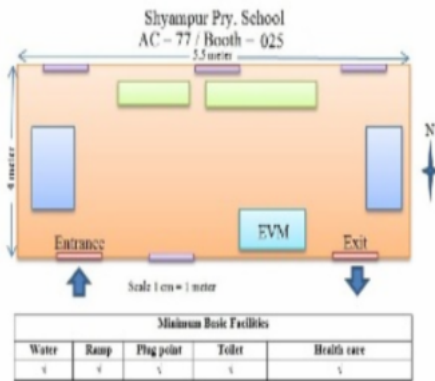 Shyampur Pry. School
AC – 77 / Booth – 025
5.5 meter
4 meter
N
EVM
Entrance
Exit
Scale 1 cm = 1 meter
Minimum Basic Facilities
Water Ramp Plug point Toilet Health care
√ √ √ √ √